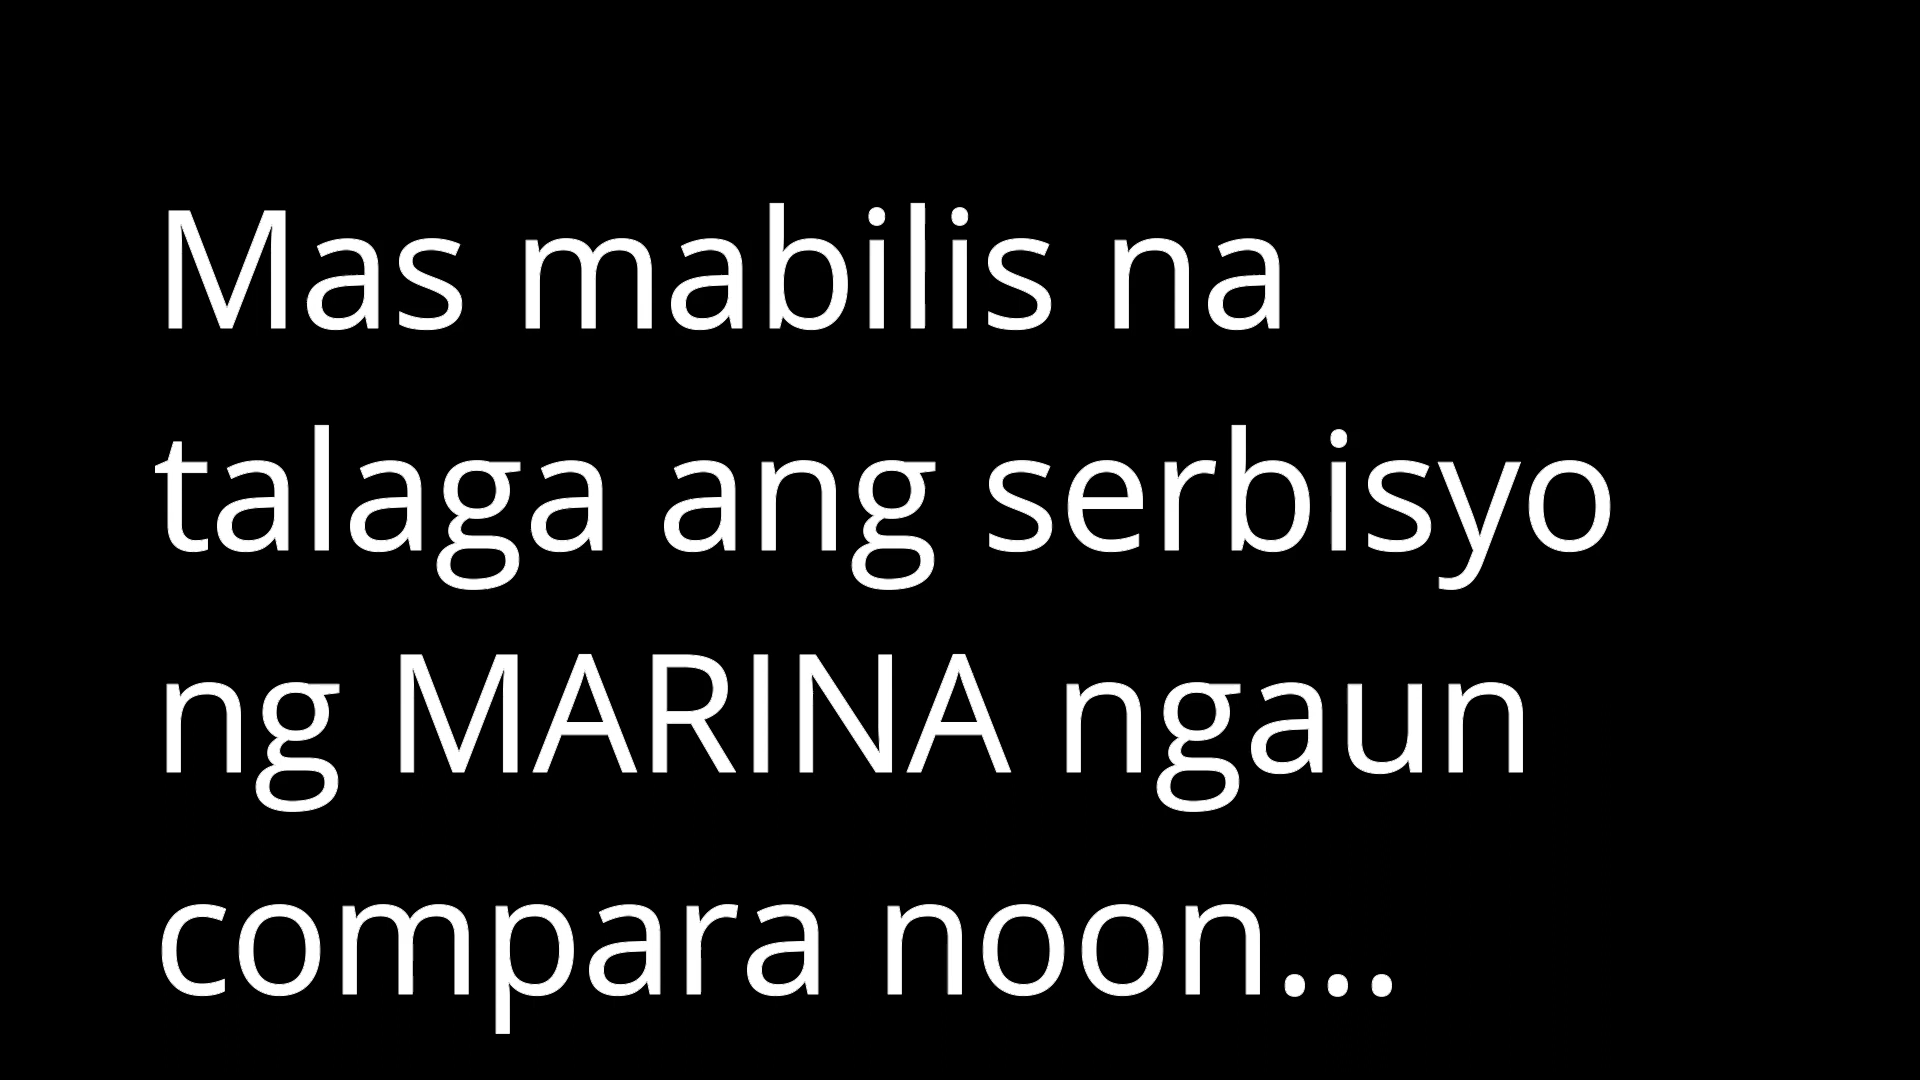 Mas mabilis na
talaga ang serbisyo
ng MARINA ngaun
compara noon...